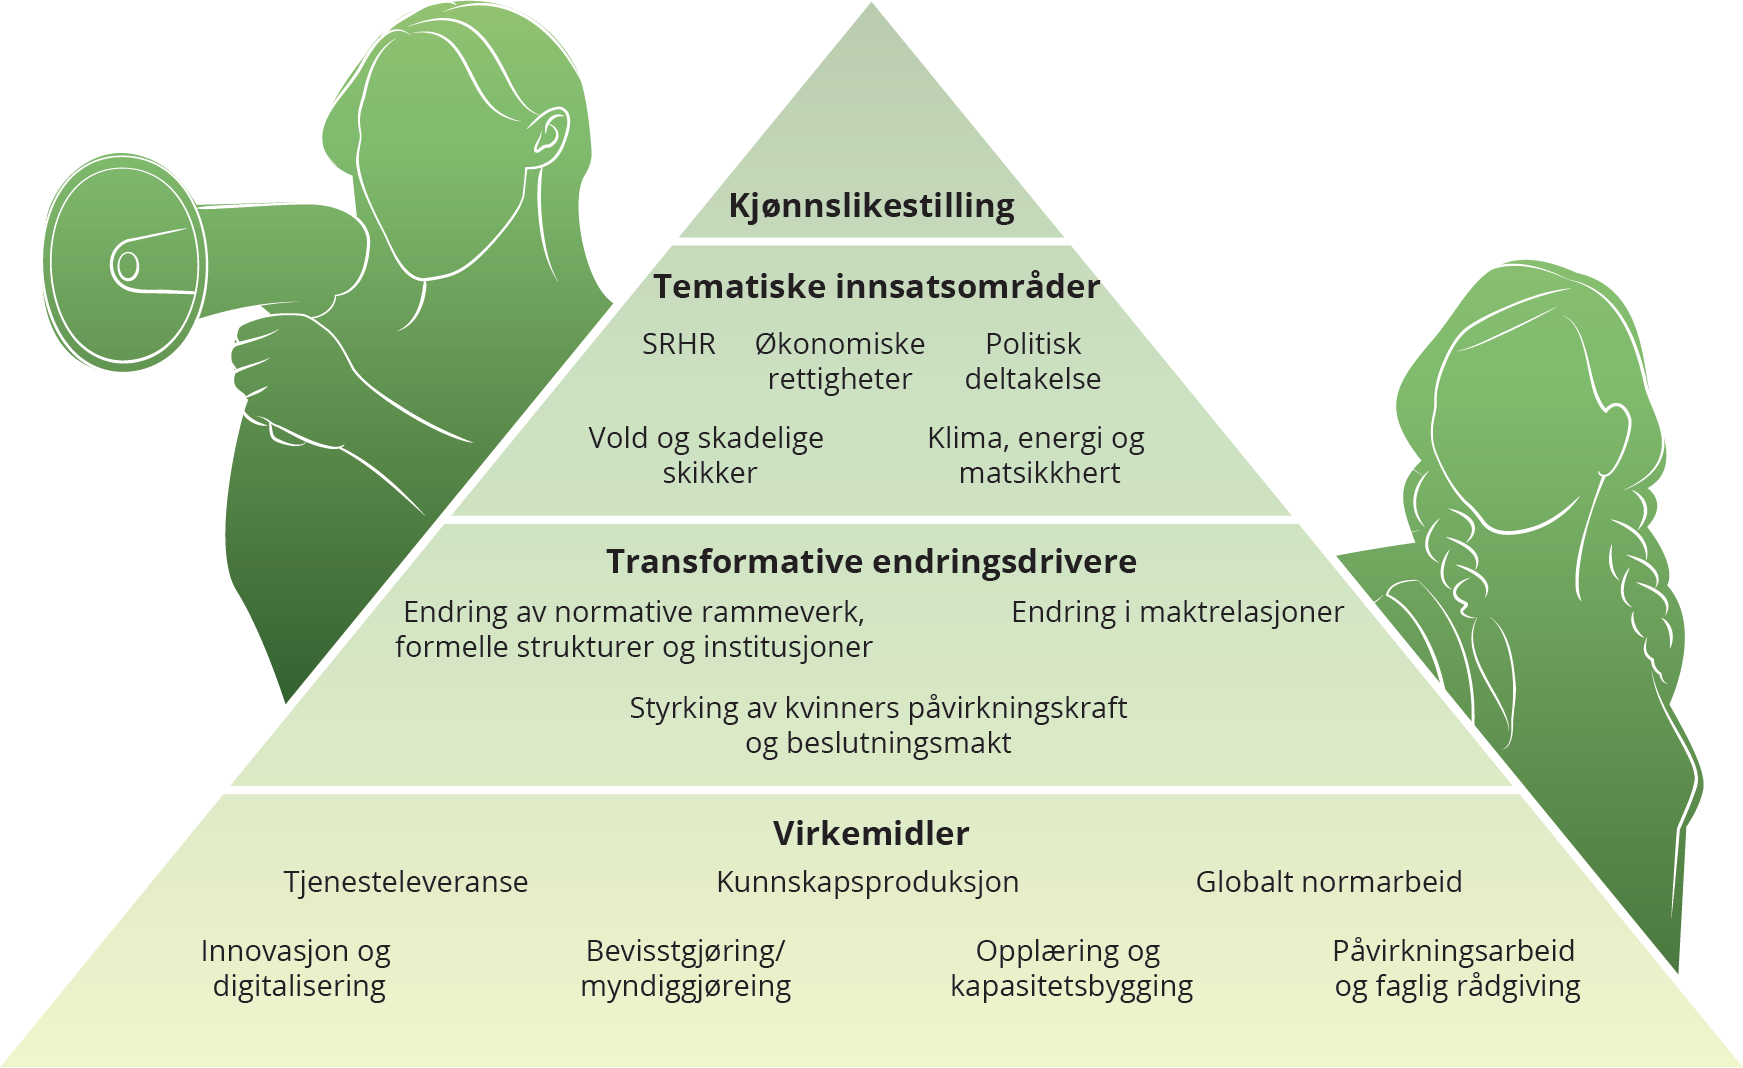 Kjønnslikestilling
Tematiske innsatsområder
SRHR
Økonomiske
rettigheter
Politisk
deltakelse
Vold og skadelige
skikker
Klima, energi og
matsikkhert
Transformative endringsdrivere
Endring av normative rammeverk,
formelle strukturer og institusjoner
Endring i maktrelasjoner
Styrking av kvinners påvirkningskraft
og beslutningsmakt
Virkemidler
Tjenesteleveranse
Kunnskapsproduksjon
Globalt normarbeid
Innovasjon og
digitalisering
Bevisstgjøring/
myndiggjøreing
Opplæring og
kapasitetsbygging
Påvirkningsarbeid
og faglig rådgiving